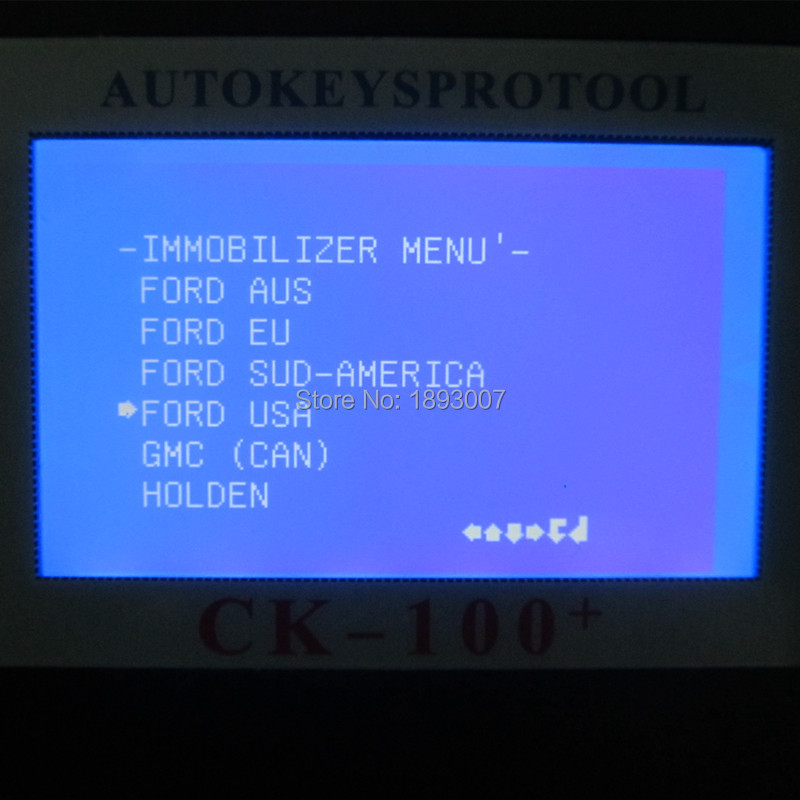 AUTOKEYSPROTOOL
-IMMOBILIZER MENU'-
FORD AUS
FORD EU
FORD SUD-AMERICA
Store No: 1893007
FORD USA
GMC (CAN)
HOLDEN
CK-100+